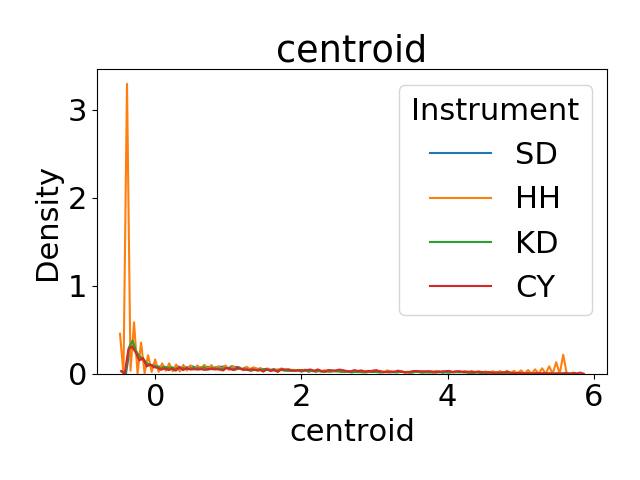 centroid
Instrument
SD
HH
KD
CY
Density
3
2
1
0
0 2 4 6
centroid